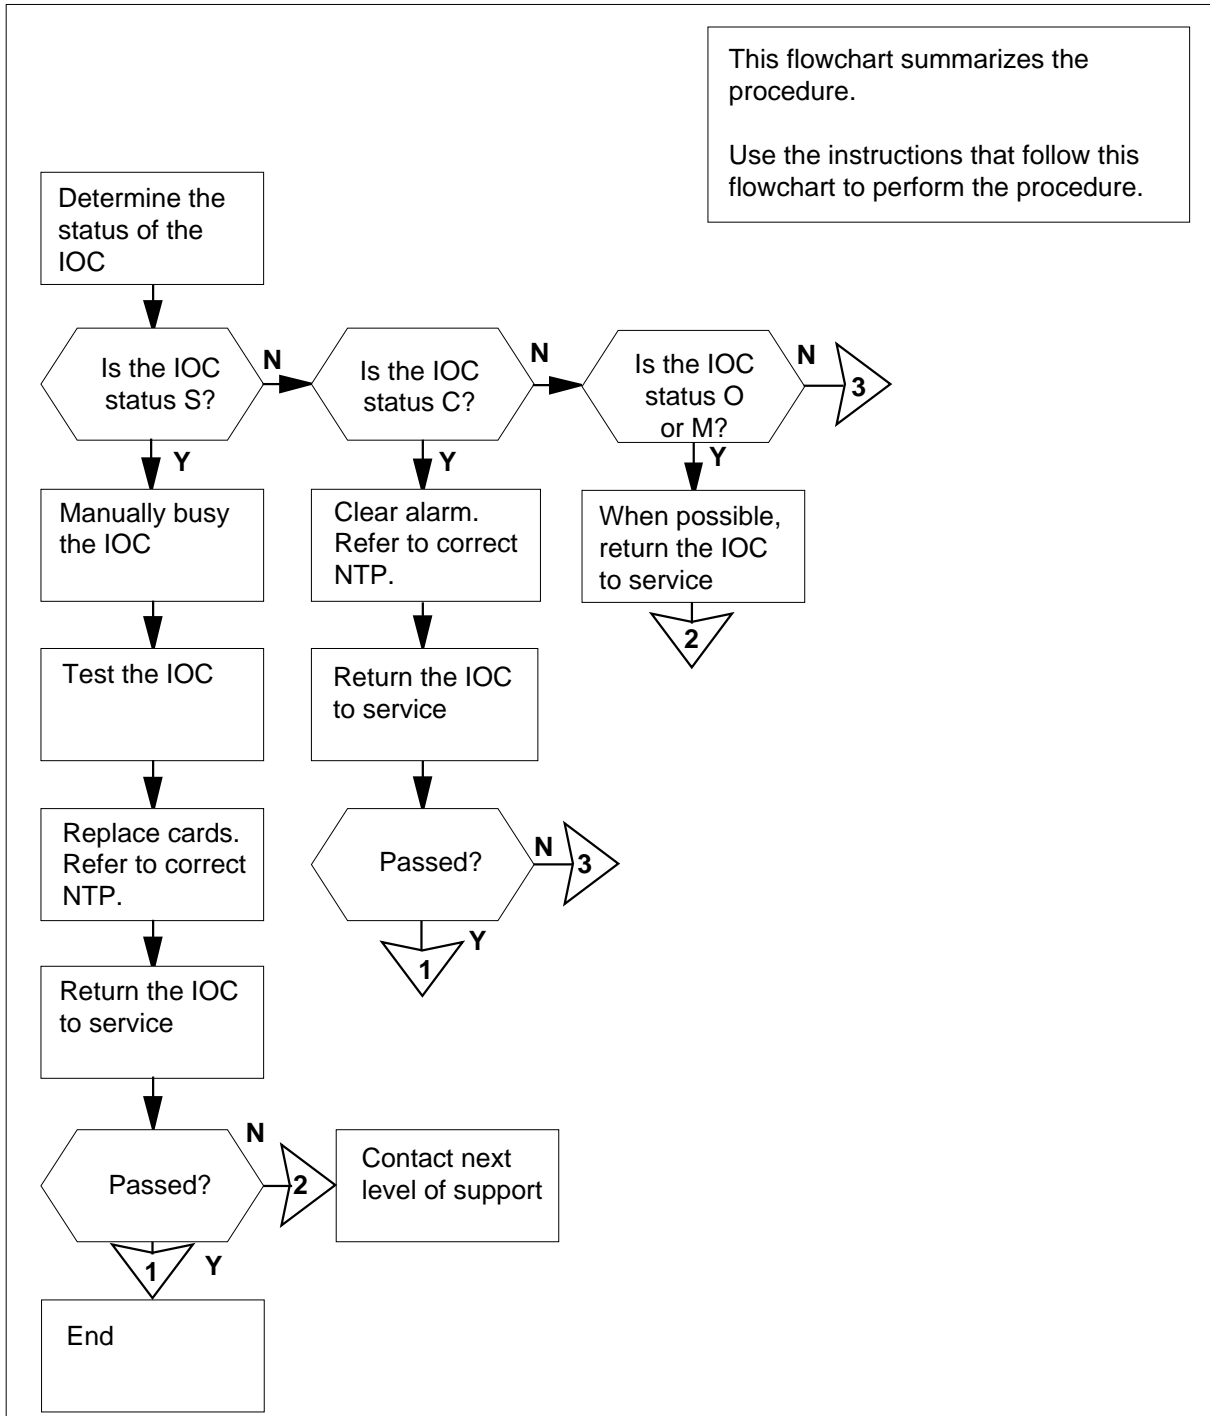 This flowchart summarizes the
procedure.
Use the instructions that follow this
flowchart to perform the procedure.
Determine the
status of the
IOC
Is the IOC
status S?
N
Is the IOC
status C?
N
Is the IOC
status O
or M?
N
3
Y
Y
Y
Manually busy
the IOC
Clear alarm.
Refer to correct
NTP.
When possible,
return the IOC
to service
2
Test the IOC
Return the IOC
to service
Replace cards.
Refer to correct
NTP.
Passed?
N
3
Y
1
Return the IOC
to service
Passed?
N
2
Contact next
level of support
1
Y
End